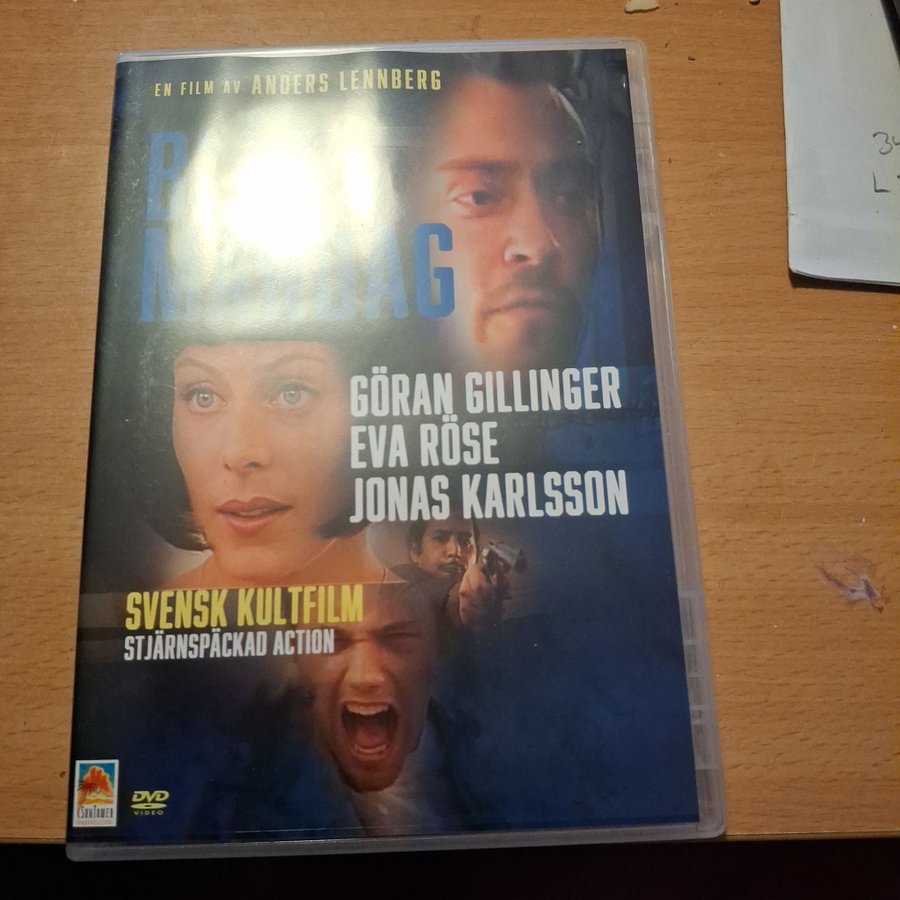 EN FILM AV ANDERS LENNBERG
GÖRAN GILLINGER
EVA RÖSE
JONAS KARLSSON
SVENSK KULTFILM
STJÄRNSPÄCKAD ACTION
DVD
VIDEO